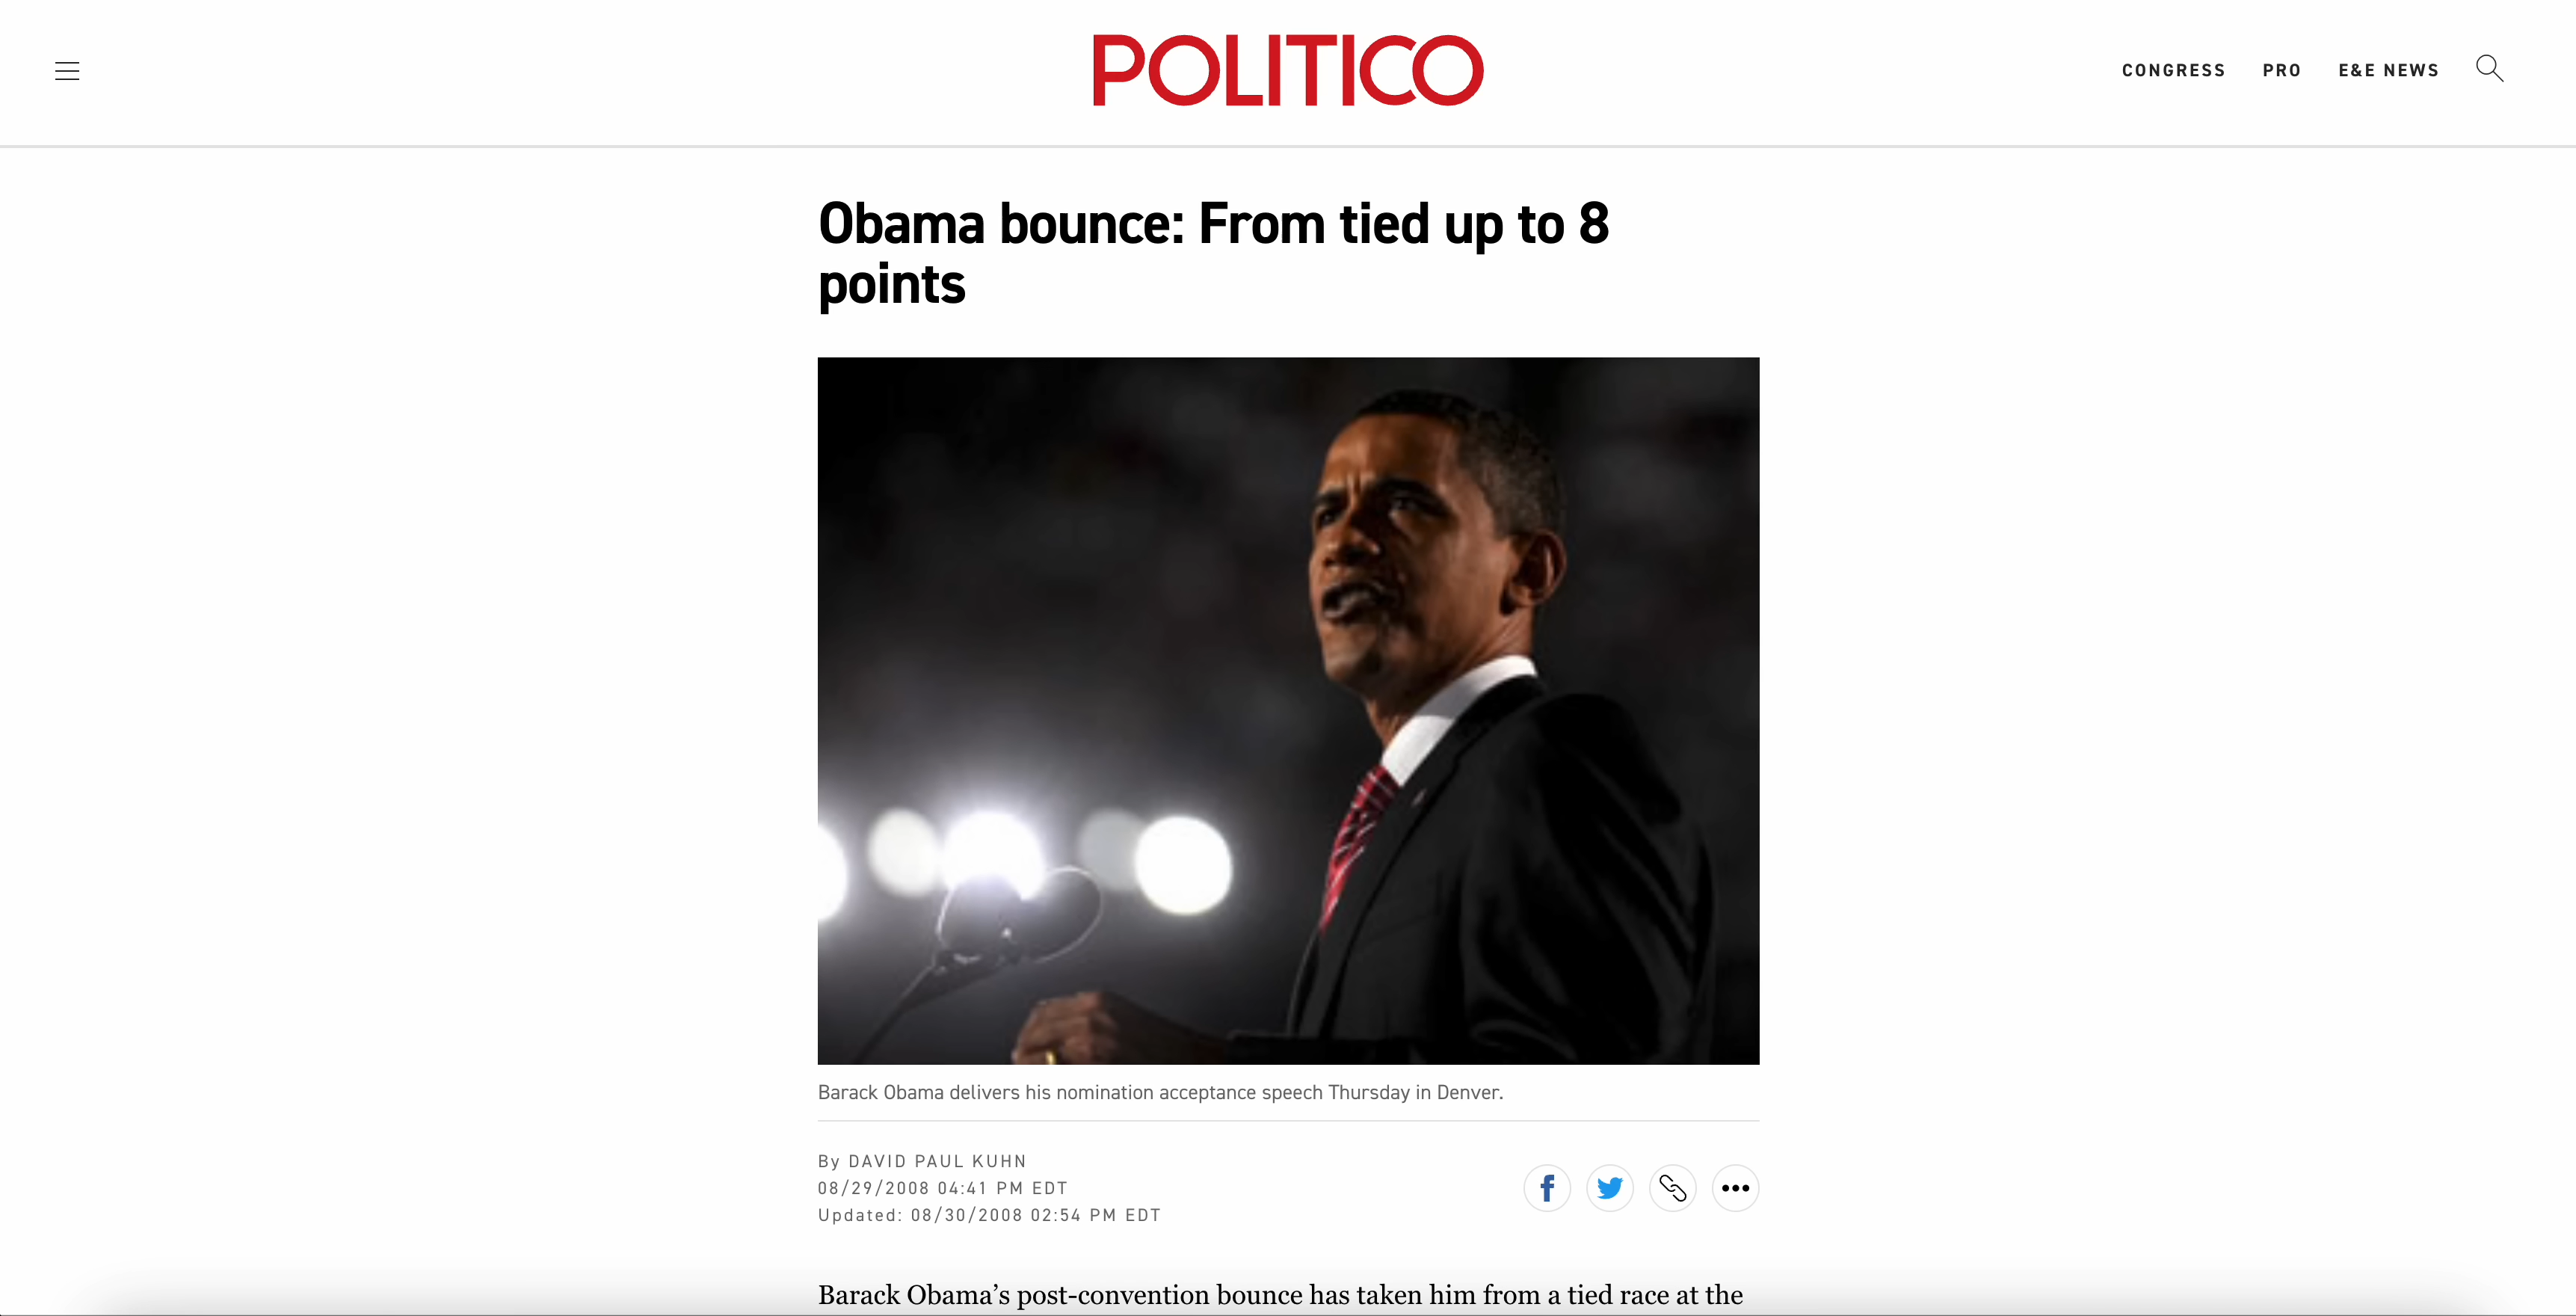 POLITICO
CONGRESS PRO E&E NEWS
Obama bounce: From tied up to 8
points
Barack Obama delivers his nomination acceptance speech Thursday in Denver.
By DAVID PAUL KUHN
08/29/2008 04:41 PM EDT
Updated: 08/30/2008 02:54 PM EDT
Barack Obama’s post-convention bounce has taken him from a tied race at the